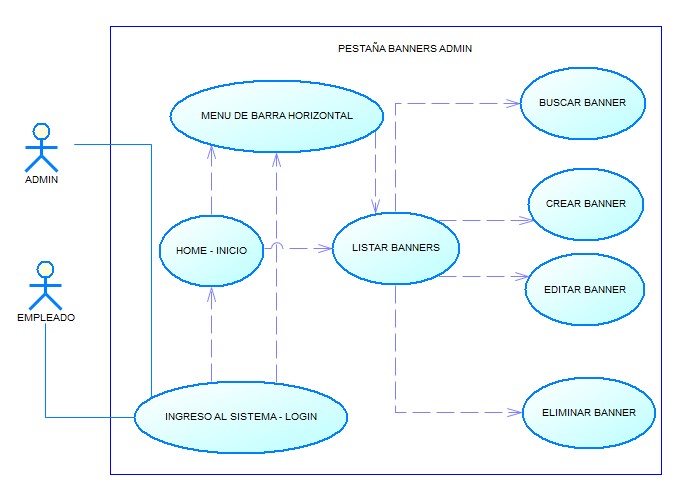 PESTAÑA BANNERS ADMIN
BUSCAR BANNER
MENU DE BARRA HORIZONTAL
ADMIN
CREAR BANNER
HOME - INICIO
LISTAR BANNERS
EDITAR BANNER
EMPLEADO
INGRESO AL SISTEMA - LOGIN
ELIMINAR BANNER